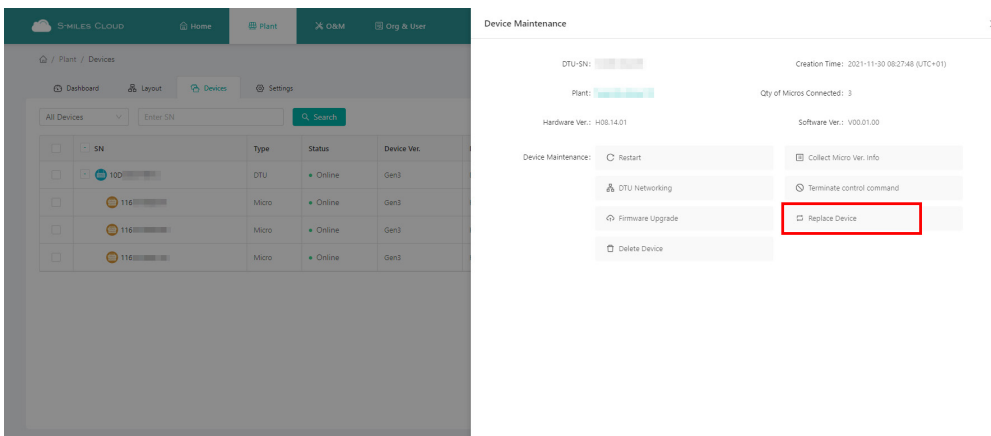 S-MILES CLOUD Home Plant O&M Org & User
/ Plant / Devices
Dashboard Layout Devices Settings
All Devices Enter SN Search
SN Type Status Device Ver.
10D DTU Online Gen3
116 Micro Online Gen3
116 Micro Online Gen3
116 Micro Online Gen3
Device Maintenance
DTU-SN: Creation Time: 2021-11-30 08:27:48 (UTC+01)
Plant: Qty of Micros Connected: 3
Hardware Ver.: H08.14.01 Software Ver.: V00.01.00
Device Maintenance: Restart Collect Micro Ver. Info
DTU Networking Terminate control command
Firmware Upgrade Replace Device
Delete Device